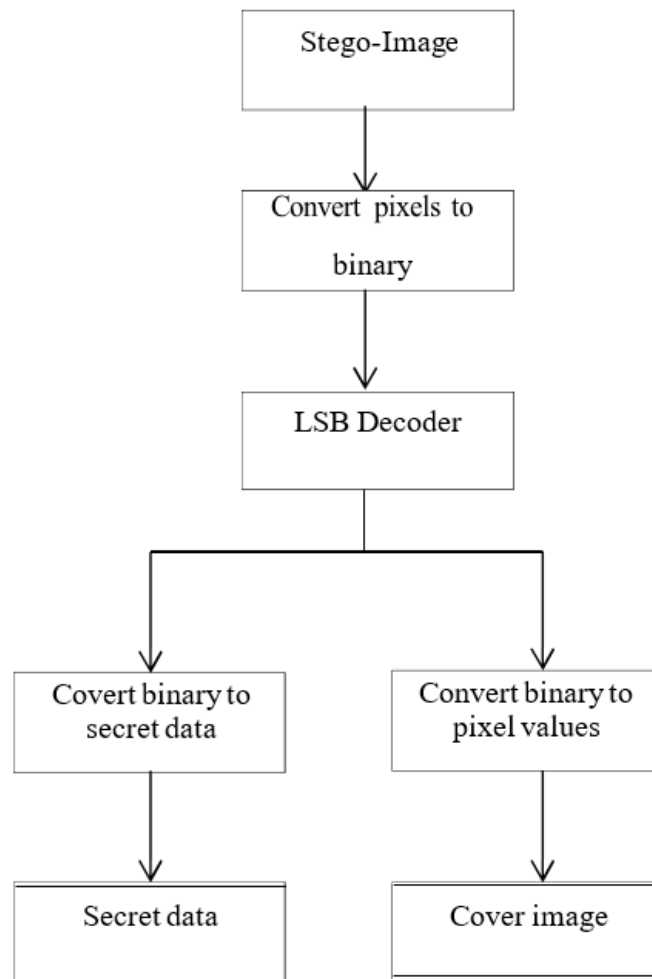 Stego-Image
Convert pixels to
binary
LSB Decoder
Covert binary to
secret data
Convert binary to
pixel values
Secret data
Cover image